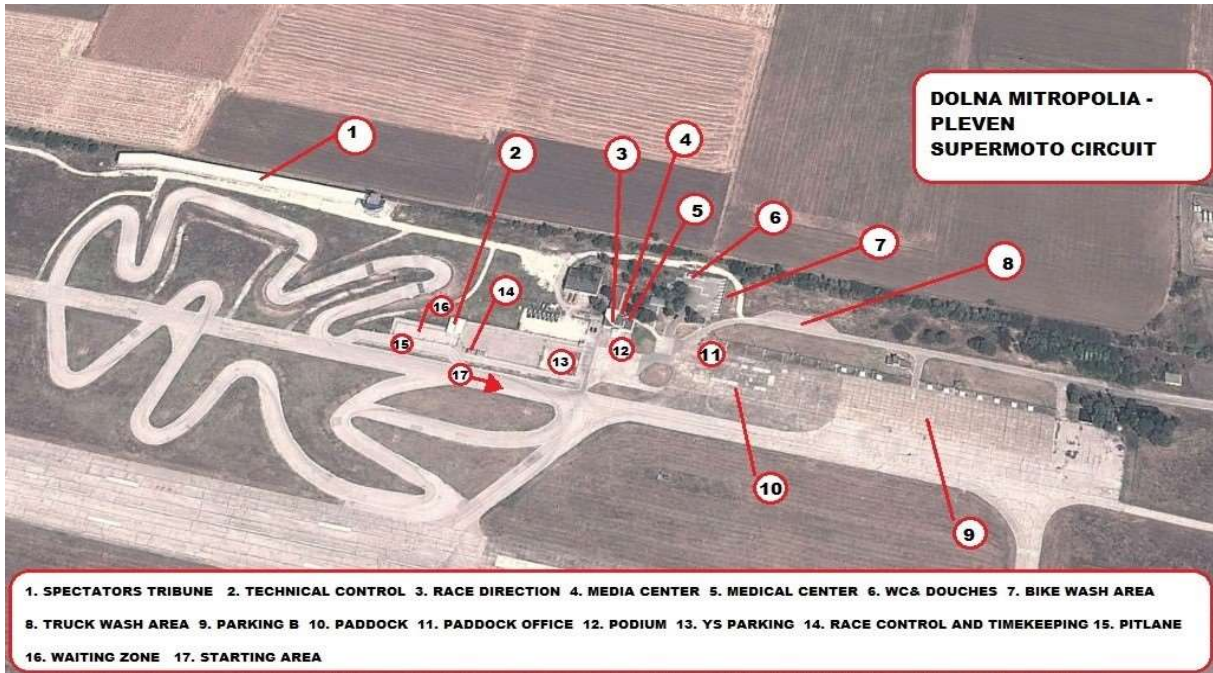 DOLNA MITROPOLIA -
PLEVEN
SUPERMOTO CIRCUIT
1
2
3
4
5
6
7
8
14
16
15
13
12
11
17
10
9
1. SPECTATORS TRIBUNE 2. TECHNICAL CONTROL 3. RACE DIRECTION 4. MEDIA CENTER 5. MEDICAL CENTER 6. WC& DOUCHES 7. BIKE WASH AREA
8. TRUCK WASH AREA 9. PARKING B 10. PADDOCK 11. PADDOCK OFFICE 12. PODIUM 13. YS PARKING 14. RACE CONTROL AND TIMEKEEPING 15. PITLANE
16. WAITING ZONE 17. STARTING AREA